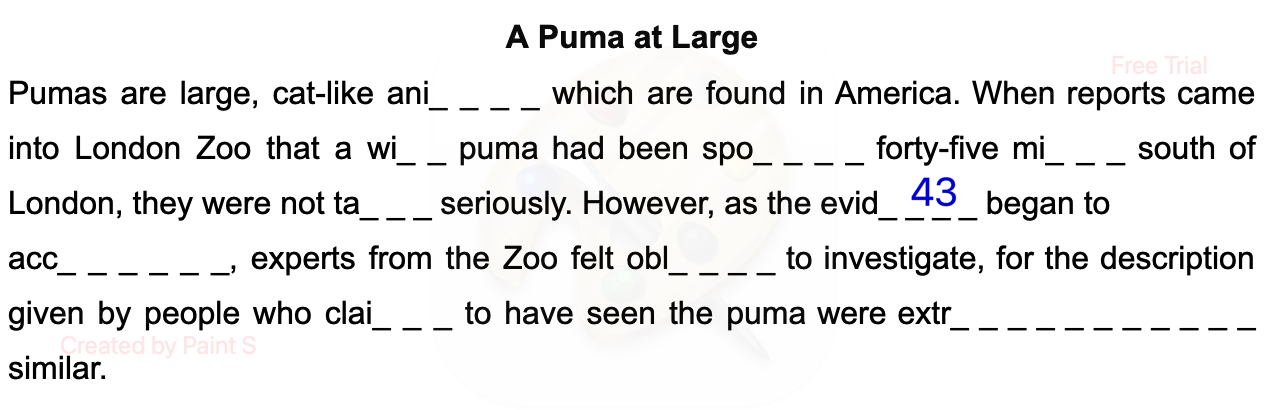 A Puma at Large
Free Trial
Pumas are large, cat-like ani_ _ _ _ which are found in America. When reports came
into London Zoo that a wi_ _ puma had been spo_ _ _ _ forty-five mi_ _ _ south of
London, they were not ta_ _ _ seriously. However, as the evid_ _ _ _ began to
43
acc_ _ _ _ _ _ _, experts from the Zoo felt obl_ _ _ _ to investigate, for the description
given by people who clai_ _ _ to have seen the puma were extr_ _ _ _ _ _ _ _ _ _ _
Created by Paint S
similar.